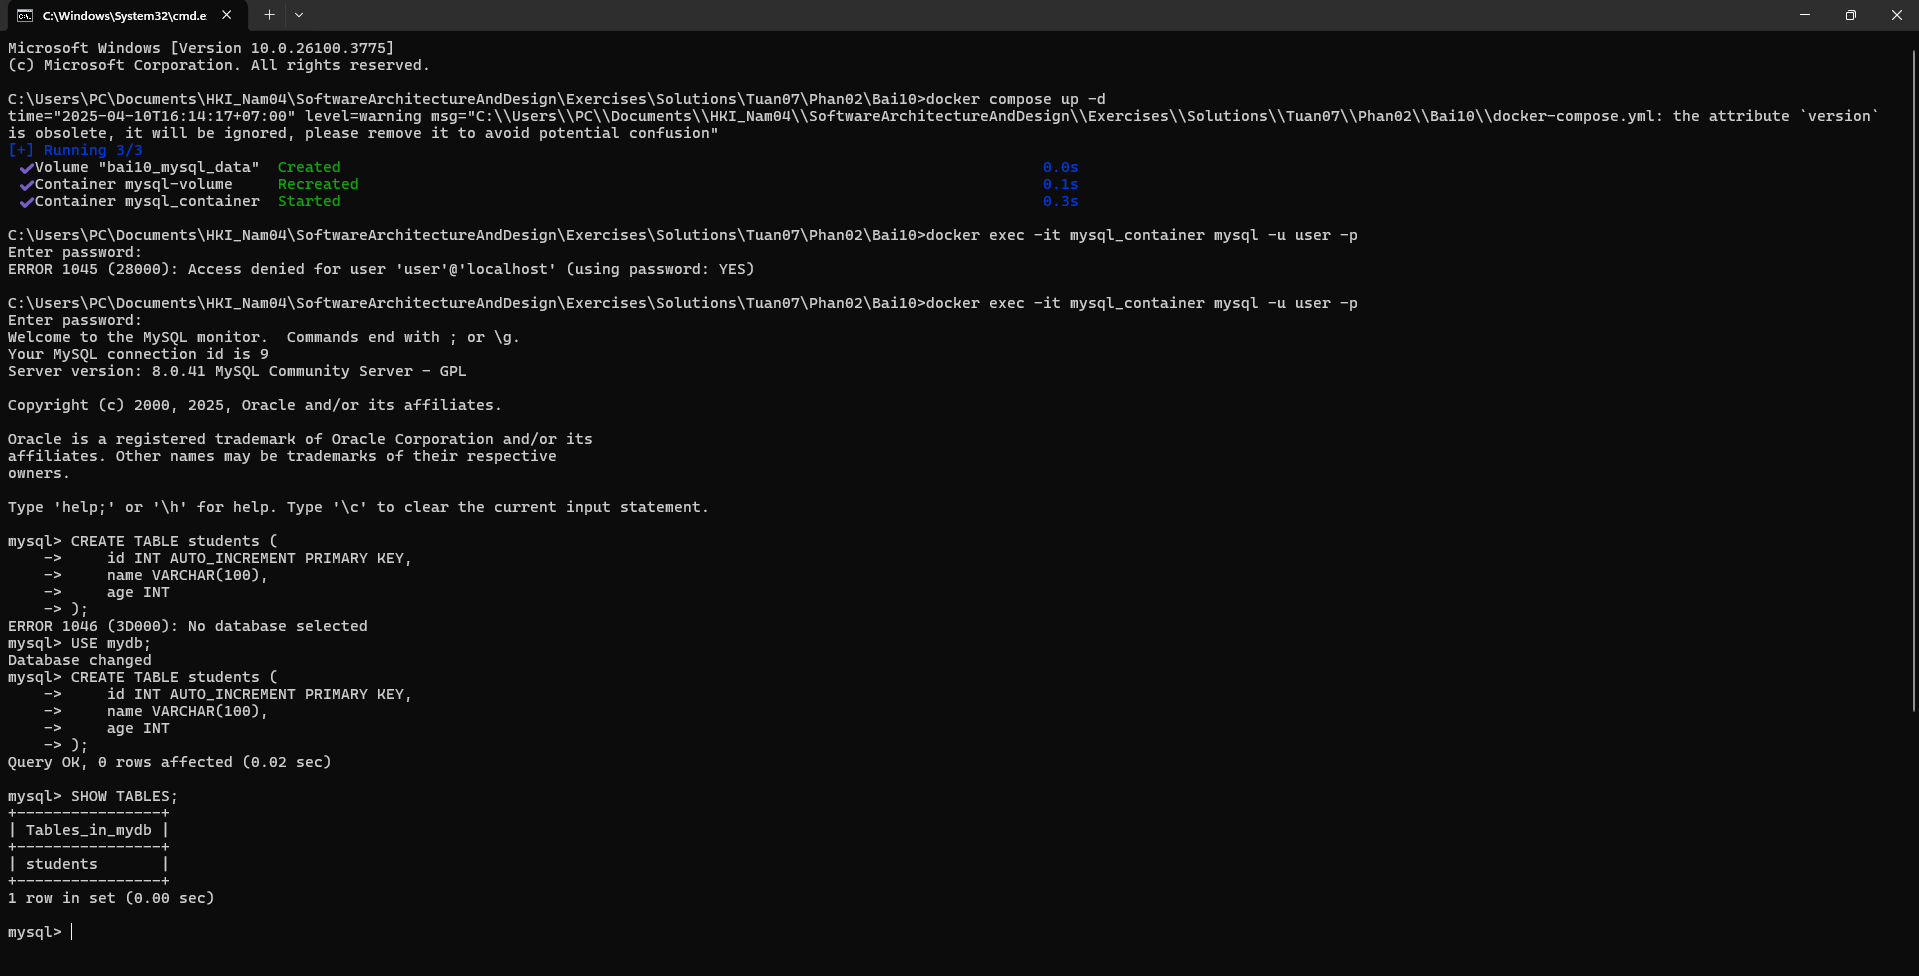 C:\Windows\System32\cmd.e
Microsoft Windows [Version 10.0.26100.3775]
(c) Microsoft Corporation. All rights reserved.
C:\Users\PC\Documents\HKI_Nam04\SoftwareArchitectureAndDesign\Exercises\Solutions\Tuan07\Phan02\Bai10>docker compose up -d
time="2025-04-10T16:14:17+07:00" level=warning msg="C:\\Users\\PC\\Documents\\HKI_Nam04\\SoftwareArchitectureAndDesign\\Exercises\\Solutions\\Tuan07\\Phan02\\Bai10\\docker-compose.yml: the attribute `version`
is obsolete, it will be ignored, please remove it to avoid potential confusion"
[+] Running 3/3
✔Volume "bai10_mysql_data"  Created 0.0s
✔Container mysql-volume     Recreated 0.1s
✔Container mysql_container  Started 0.3s
C:\Users\PC\Documents\HKI_Nam04\SoftwareArchitectureAndDesign\Exercises\Solutions\Tuan07\Phan02\Bai10>docker exec -it mysql_container mysql -u user -p
Enter password:
ERROR 1045 (28000): Access denied for user 'user'@'localhost' (using password: YES)
C:\Users\PC\Documents\HKI_Nam04\SoftwareArchitectureAndDesign\Exercises\Solutions\Tuan07\Phan02\Bai10>docker exec -it mysql_container mysql -u user -p
Enter password:
Welcome to the MySQL monitor.  Commands end with ; or \g.
Your MySQL connection id is 9
Server version: 8.0.41 MySQL Community Server - GPL
Copyright (c) 2000, 2025, Oracle and/or its affiliates.
Oracle is a registered trademark of Oracle Corporation and/or its
affiliates. Other names may be trademarks of their respective
owners.
Type 'help;' or '\h' for help. Type '\c' to clear the current input statement.
mysql> CREATE TABLE students (
    ->     id INT AUTO_INCREMENT PRIMARY KEY,
    ->     name VARCHAR(100),
    ->     age INT
    -> );
ERROR 1046 (3D000): No database selected
mysql> USE mydb;
Database changed
mysql> CREATE TABLE students (
    ->     id INT AUTO_INCREMENT PRIMARY KEY,
    ->     name VARCHAR(100),
    ->     age INT
    -> );
Query OK, 0 rows affected (0.02 sec)
mysql> SHOW TABLES;
+----------------+
| Tables_in_mydb |
+----------------+
| students       |
+----------------+
1 row in set (0.00 sec)
mysql>